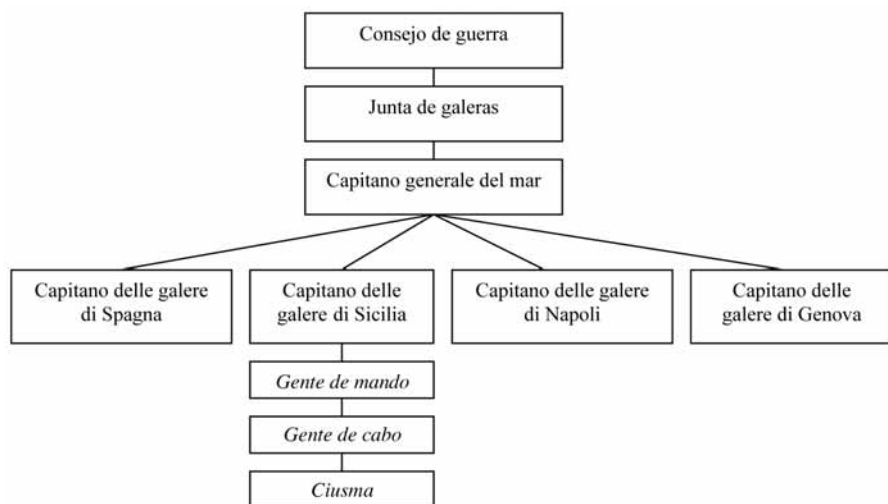 Consejo de guerra
Junta de galeras
Capitano generale del mar
Capitano delle galere
di Spagna
Capitano delle
galere di Sicilia
Capitano delle galere
di Napoli
Capitano delle
galere di Genova
Gente de mando
Gente de cabo
Ciusma